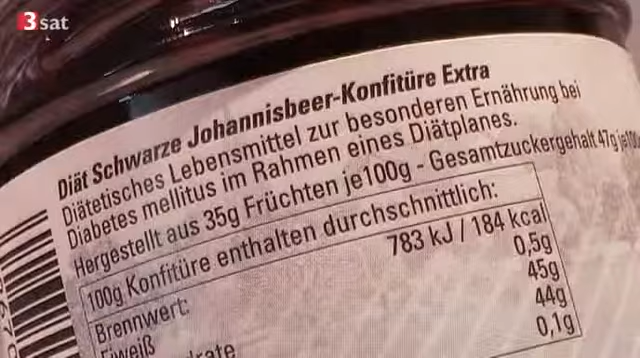 3sat
Diät Schwarze Johannisbeer-Konfitüre Extra
Diätetisches Lebensmittel zur besonderen Ernährung bei
Diabetes mellitus im Rahmen eines Diätplanes.
Hergestellt aus 35g Früchten je100g - Gesamtzuckergehalt 47g
100g Konfitüre enthalten durchschnittlich:
Brennwert: 783 kJ / 184 kcal
Eiweiß 0,5g
45g
44g
0,1g